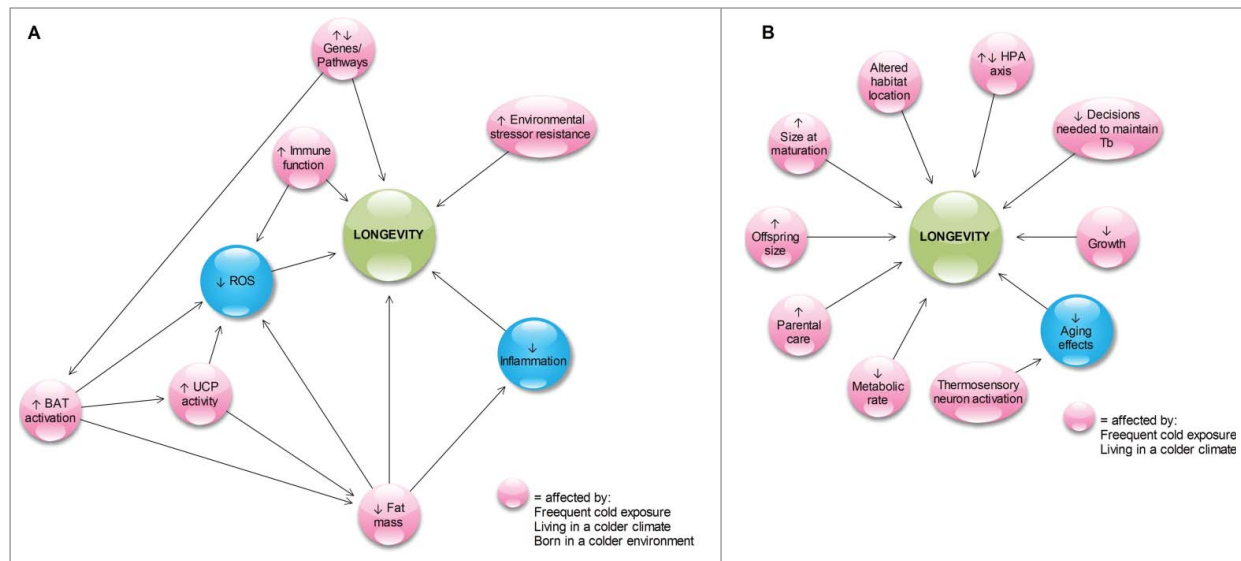 A
↑↓
Genes/
Pathways
↑ Environmental
stressor resistance
↑ Immune
function
LONGEVITY
↓ ROS
↓
Inflammation
↑ UCP
activity
↑ BAT
activation
↓ Fat
mass
= affected by:
Freequent cold exposure
Living in a colder climate
Born in a colder environment
B
↑↓ HPA
axis
Altered
habitat
location
↓ Decisions
needed to maintain
Tb
↑
Size at
maturation
LONGEVITY
↑
Offspring
size
↓
Growth
↑
Parental
care
↓
Aging
effects
↓
Metabolic
rate
Thermosensory
neuron activation
= affected by:
Freequent cold exposure
Living in a colder climate